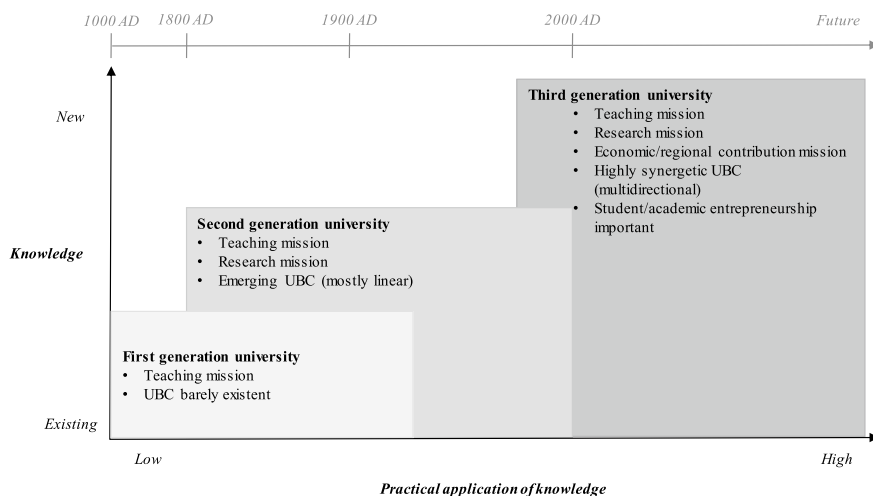 1000 AD 1800 AD 1900 AD 2000 AD Future
New
Knowledge
Existing
Third generation university
• Teaching mission
• Research mission
• Economic/regional contribution mission
• Highly synergetic UBC
(multidirectional)
• Student/academic entrepreneurship
important
Second generation university
• Teaching mission
• Research mission
• Emerging UBC (mostly linear)
First generation university
• Teaching mission
• UBC barely existent
Low High
Practical application of knowledge